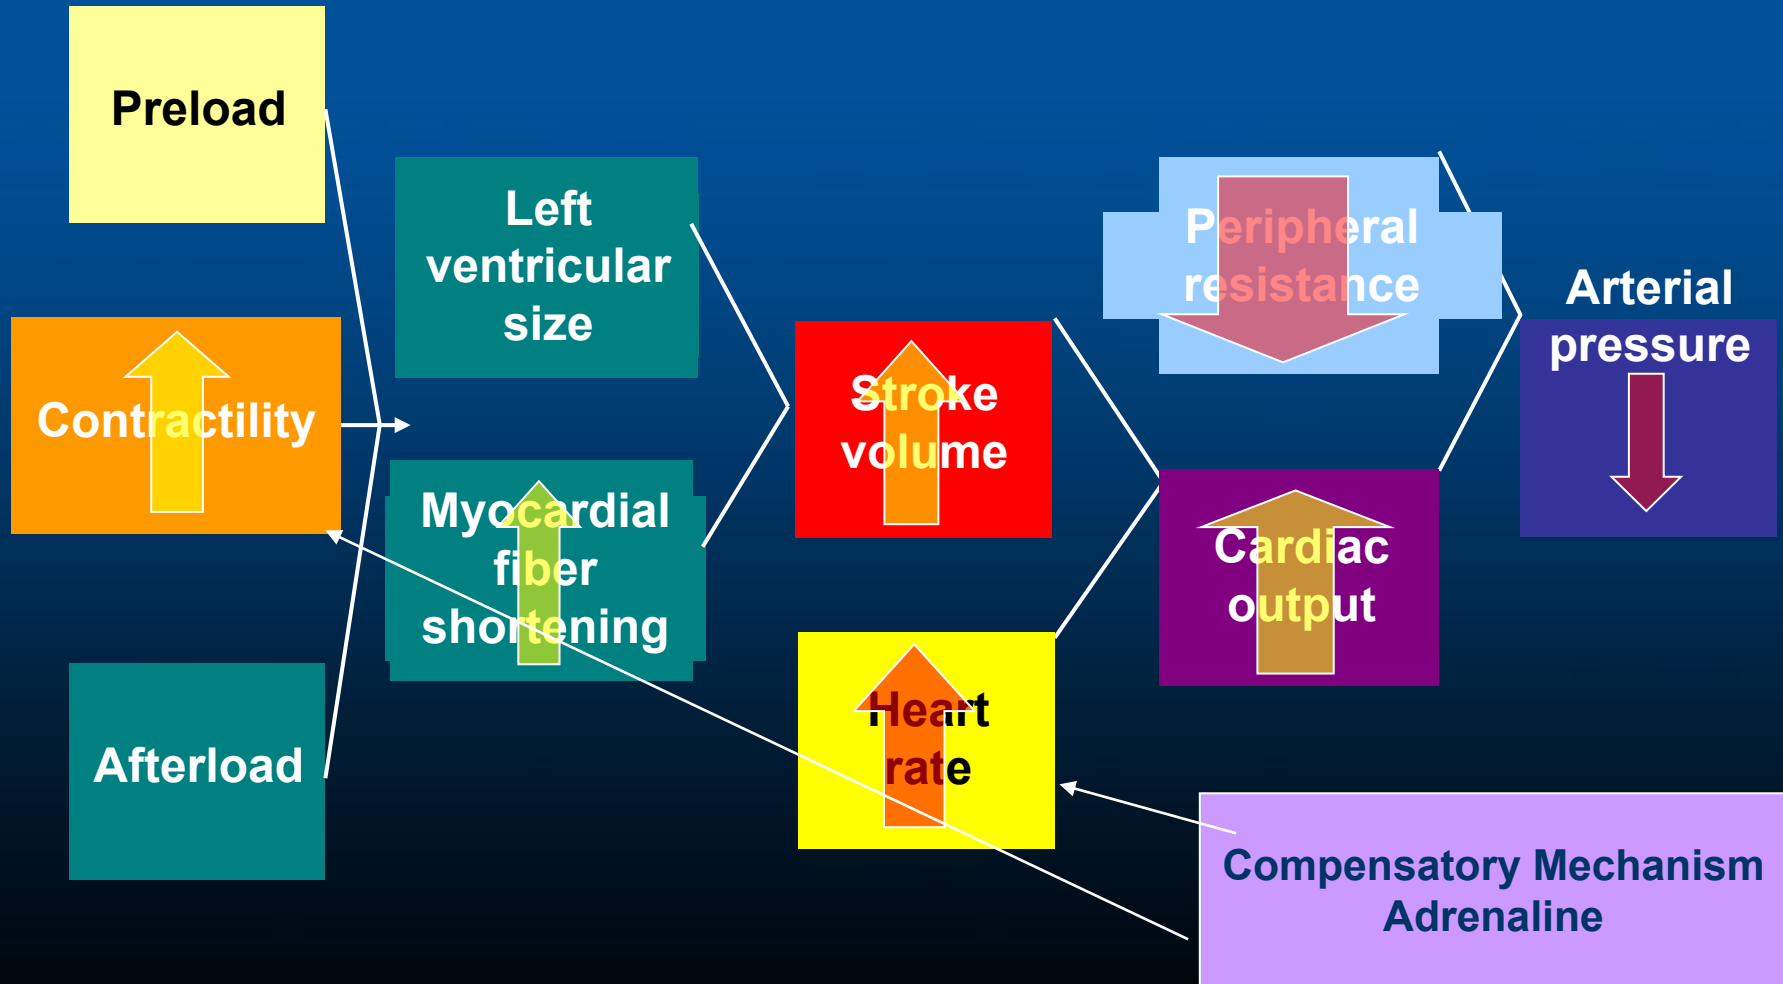 Preload
Left
ventricular
size
Peripheral
resistance
Arterial
pressure
Contractility
Stroke
volume
Myocardial
fiber
shortening
Cardiac
output
Afterload
Heart
rate
Compensatory Mechanism
Adrenaline